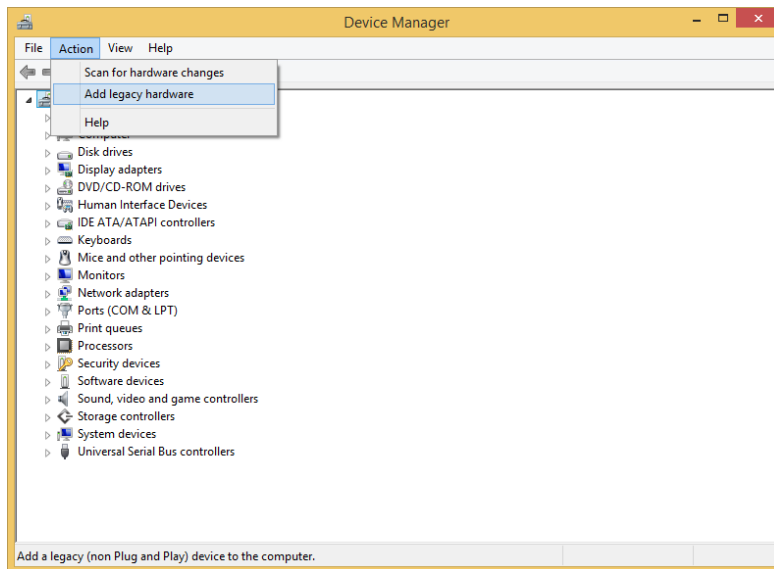 Device Manager
File Action View Help
Scan for hardware changes
Add legacy hardware
Help
Computer
Disk drives
Display adapters
DVD/CD-ROM drives
Human Interface Devices
IDE ATA/ATAPI controllers
Keyboards
Mice and other pointing devices
Monitors
Network adapters
Ports (COM & LPT)
Print queues
Processors
Security devices
Software devices
Sound, video and game controllers
Storage controllers
System devices
Universal Serial Bus controllers
Add a legacy (non Plug and Play) device to the computer.